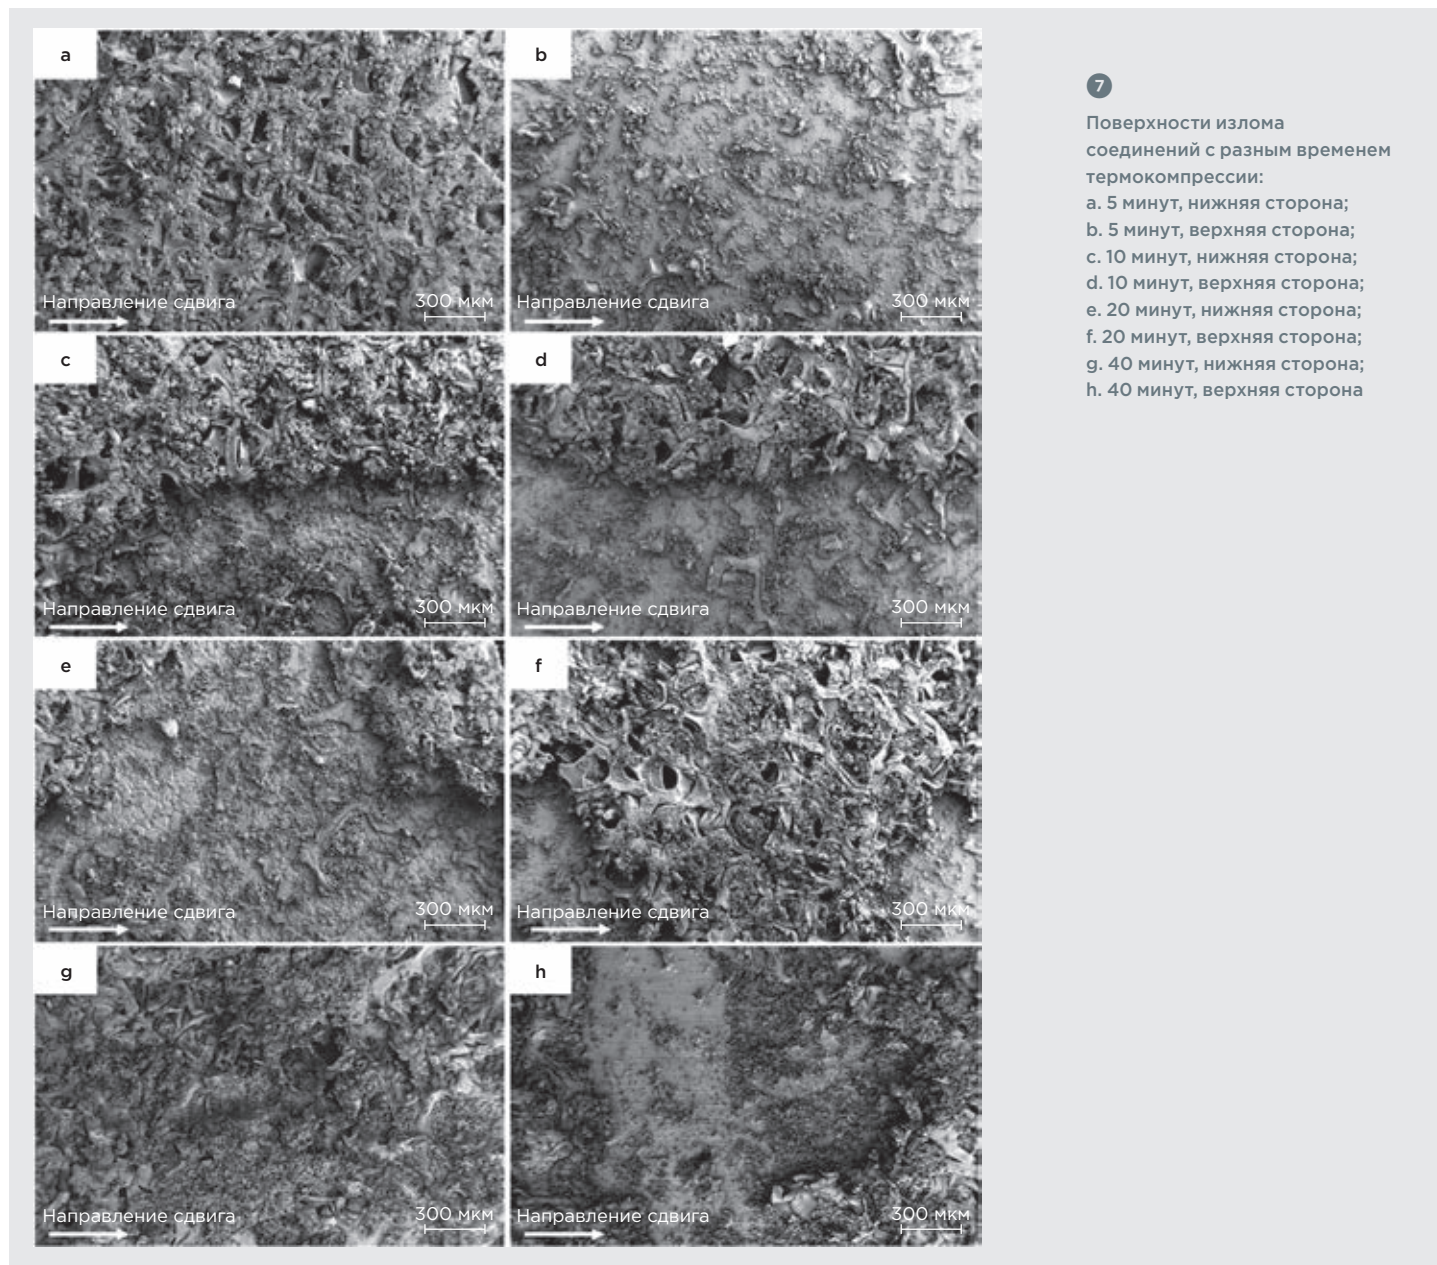 a
b
Направление сдвига
300 мкм
Направление сдвига
300 мкм
c
d
Направление сдвига
300 мкм
Направление сдвига
300 мкм
e
f
Направление сдвига
300 мкм
Направление сдвига
300 мкм
g
h
Направление сдвига
300 мкм
Направление сдвига
300 мкм
7
Поверхности излома
соединений с разным временем
термокомпрессии:
a. 5 минут, нижняя сторона;
b. 5 минут, верхняя сторона;
c. 10 минут, нижняя сторона;
d. 10 минут, верхняя сторона;
e. 20 минут, нижняя сторона;
f. 20 минут, верхняя сторона;
g. 40 минут, нижняя сторона;
h. 40 минут, верхняя сторона